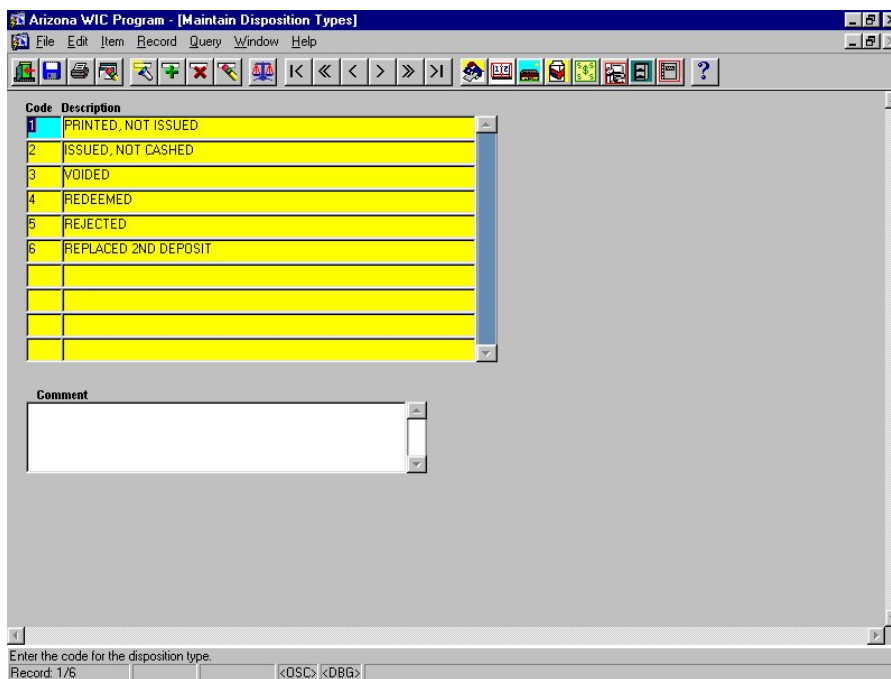 Arizona WIC Program - [Maintain Disposition Types]
File Edit Item Record Query Window Help
Code Description
1 PRINTED, NOT ISSUED
2 ISSUED, NOT CASHED
3 VOIDED
4 REDEEMED
5 REJECTED
6 REPLACED 2ND DEPOSIT
Comment
Enter the code for the disposition type.
Record: 1/6 <OSC> <DBG>